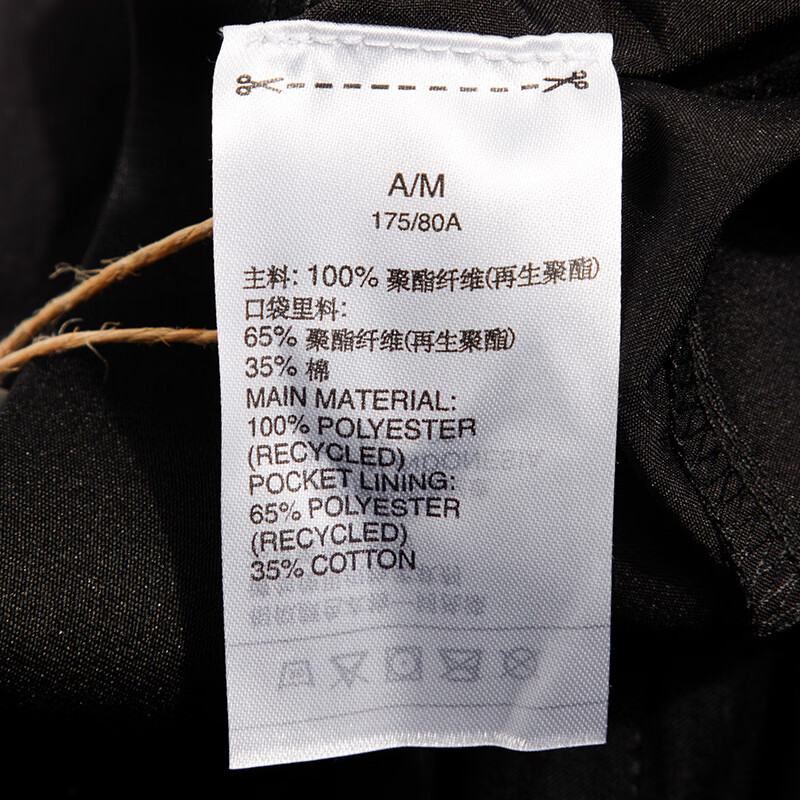 A/M
175/80A
主料: 100% 聚酯纤维(再生聚酯)
口袋里料:
65% 聚酯纤维(再生聚酯)
35% 棉
MAIN MATERIAL:
100% POLYESTER
(RECYCLED)
POCKET LINING:
65% POLYESTER
(RECYCLED)
35% COTTON